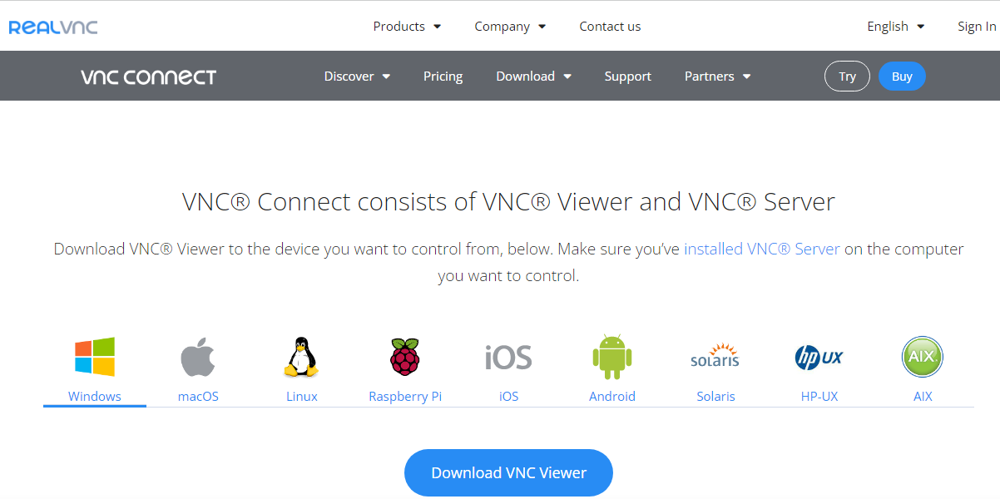 REALVNC
Products
Company
Contact us
English
Sign In
VNC CONNECT
Discover
Pricing
Download
Support
Partners
Try
Buy
VNC® Connect consists of VNC® Viewer and VNC® Server
Download VNC® Viewer to the device you want to control from, below. Make sure you’ve installed VNC® Server on the computer
you want to control.
iOS
solaris
hp UX
AIX
Windows
macOS
Linux
Raspberry Pi
iOS
Android
Solaris
HP-UX
AIX
Download VNC Viewer